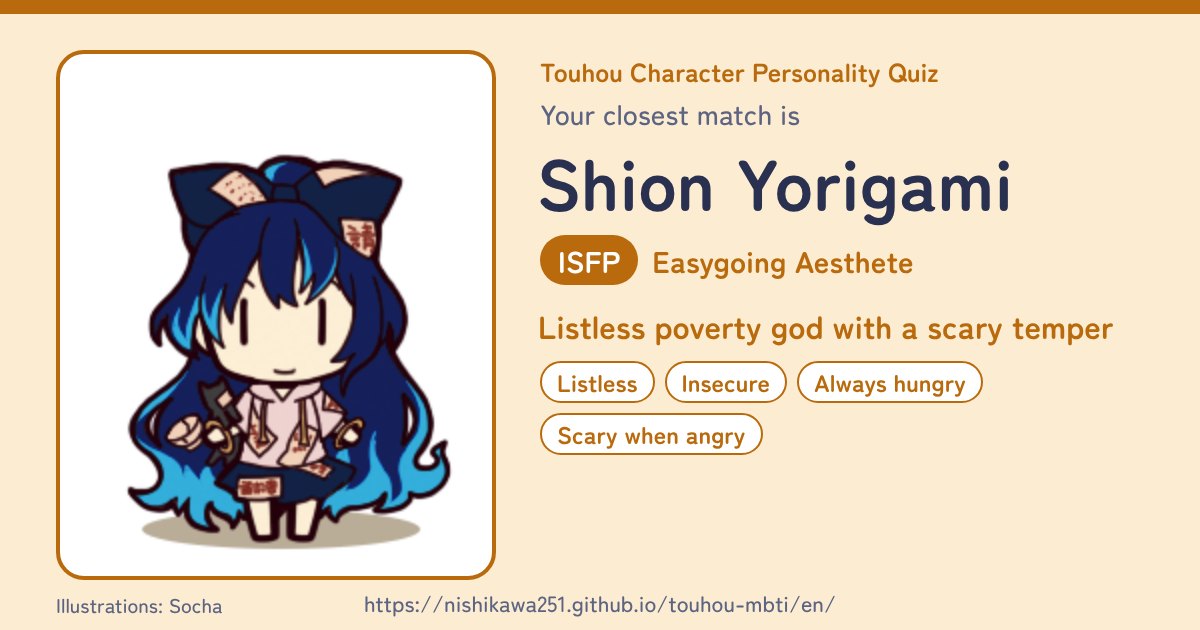 Touhou Character Personality Quiz
Your closest match is
Shion Yorigami
ISFP Easygoing Aesthete
Listless poverty god with a scary temper
Listless Insecure Always hungry
Scary when angry
Illustrations: Socha https://nishikawa251.github.io/touhou-mbti/en/